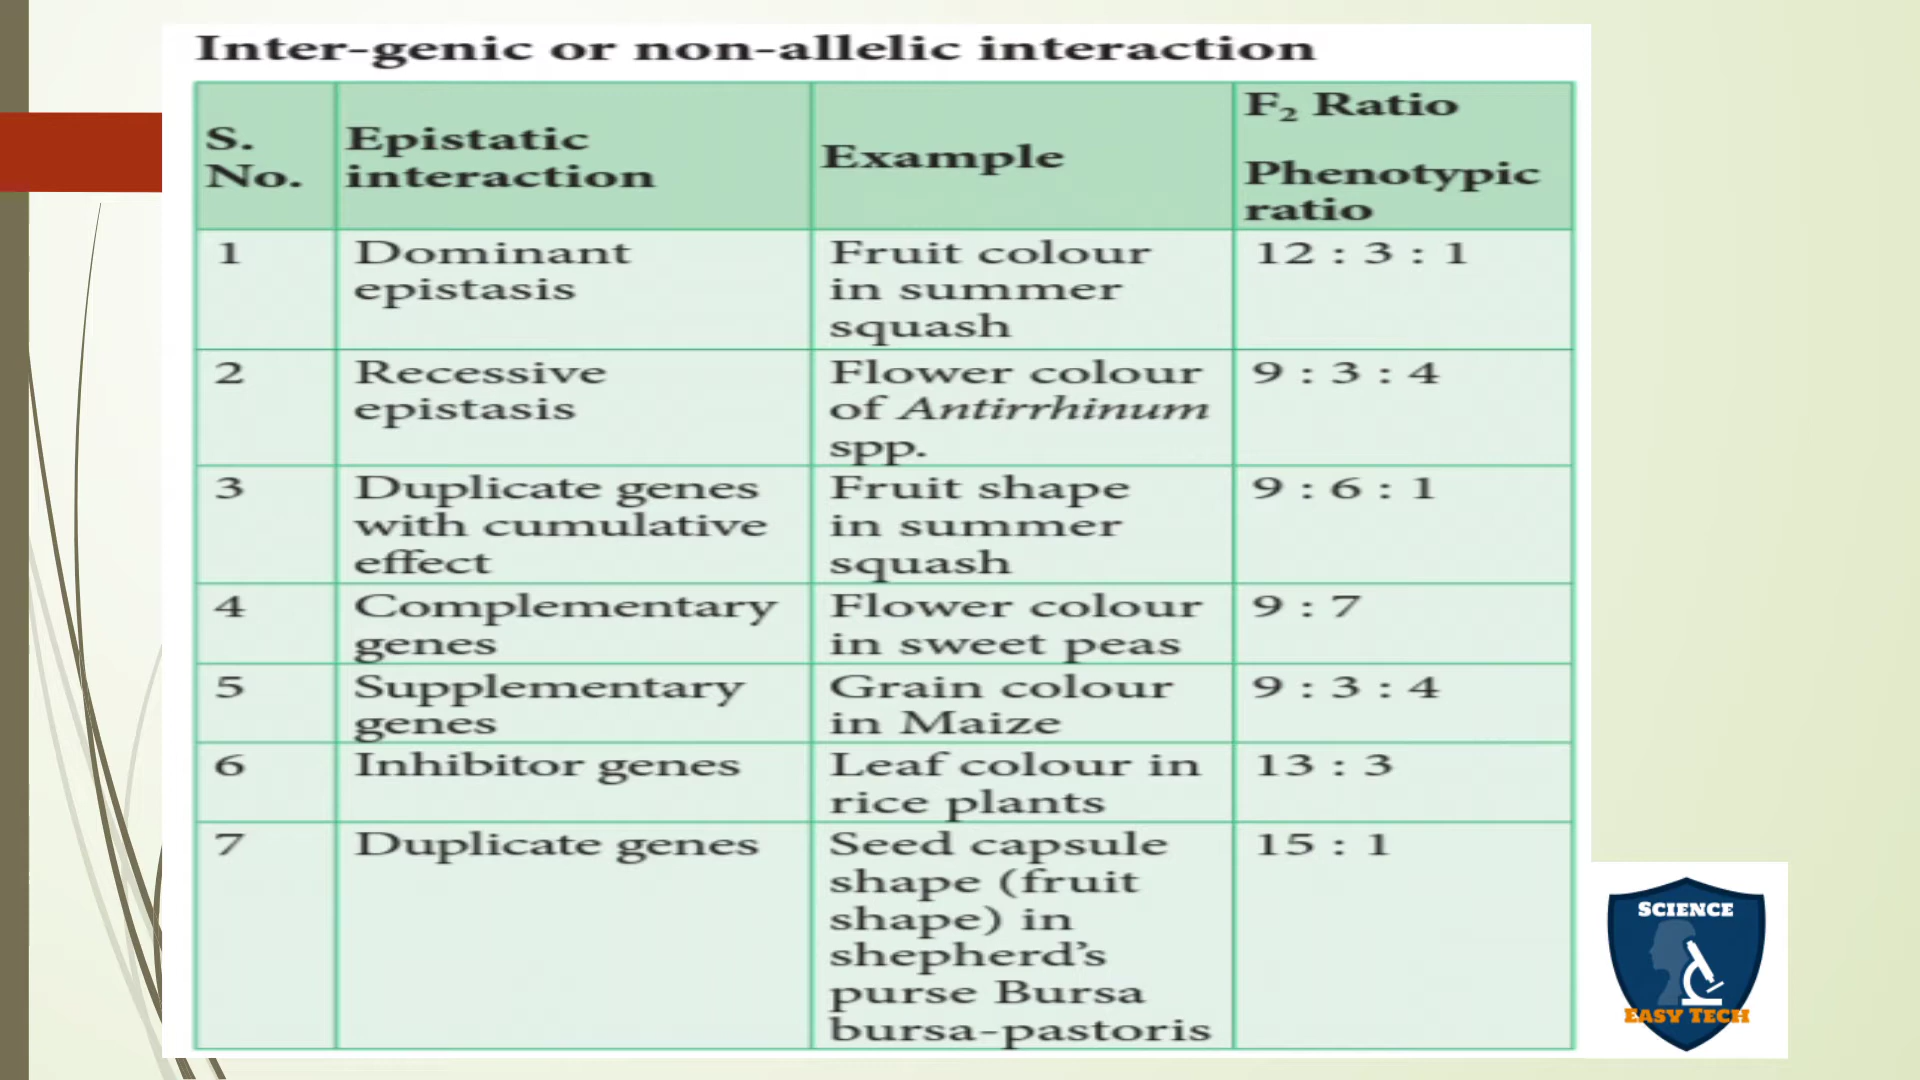 Inter-genic or non-allelic interaction
S. No.
Epistatic interaction
Example
F₂ Ratio
Phenotypic ratio
1
Dominant epistasis
Fruit colour in summer squash
12 : 3 : 1
2
Recessive epistasis
Flower colour of Antirrhinum spp.
9 : 3 : 4
3
Duplicate genes with cumulative effect
Fruit shape in summer squash
9 : 6 : 1
4
Complementary genes
Flower colour in sweet peas
9 : 7
5
Supplementary genes
Grain colour in Maize
9 : 3 : 4
6
Inhibitor genes
Leaf colour in rice plants
13 : 3
7
Duplicate genes
Seed capsule shape (fruit shape) in shepherd’s purse Bursa bursa-pastoris
15 : 1
SCIENCE
EASY TECH